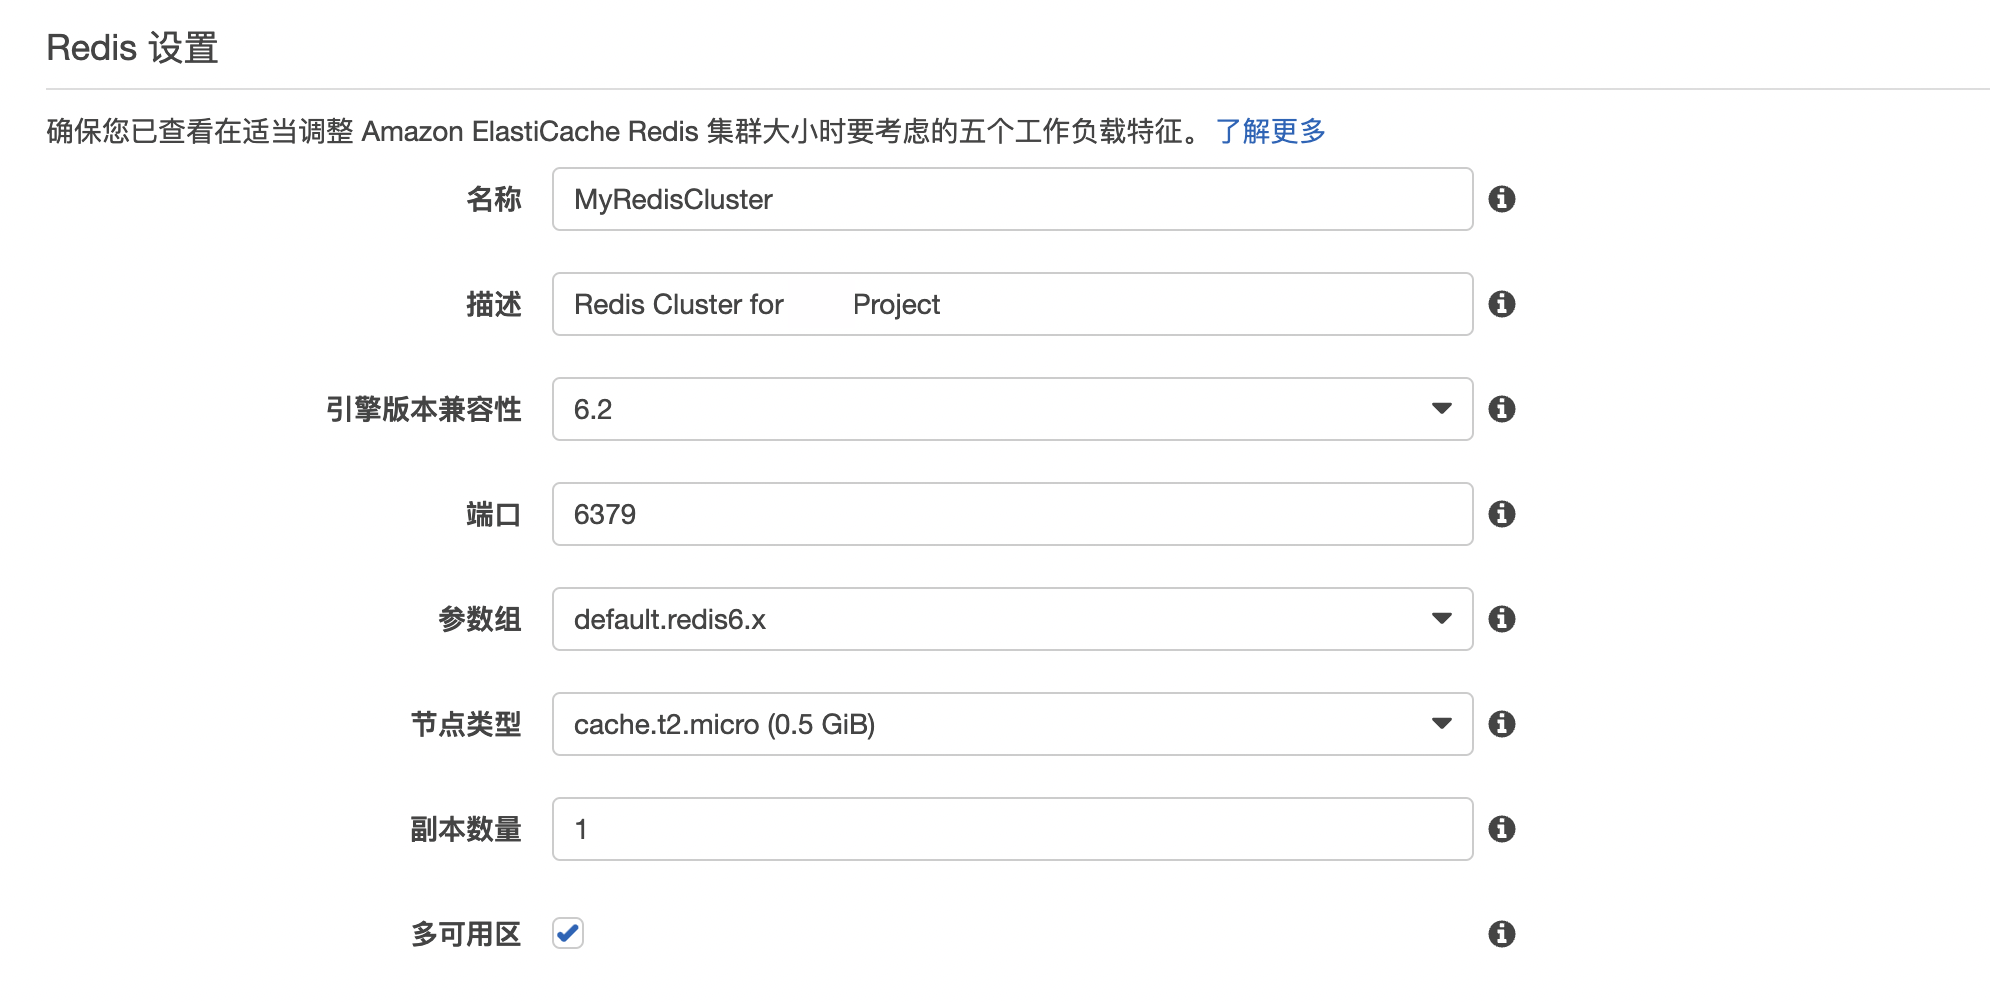 Redis 设置
确保您已查看在适当调整 Amazon ElastiCache Redis 集群大小时要考虑的五个工作负载特征。 了解更多
名称 MyRedisCluster
描述 Redis Cluster for Project
引擎版本兼容性 6.2
端口 6379
参数组 default.redis6.x
节点类型 cache.t2.micro (0.5 GiB)
副本数量 1
多可用区